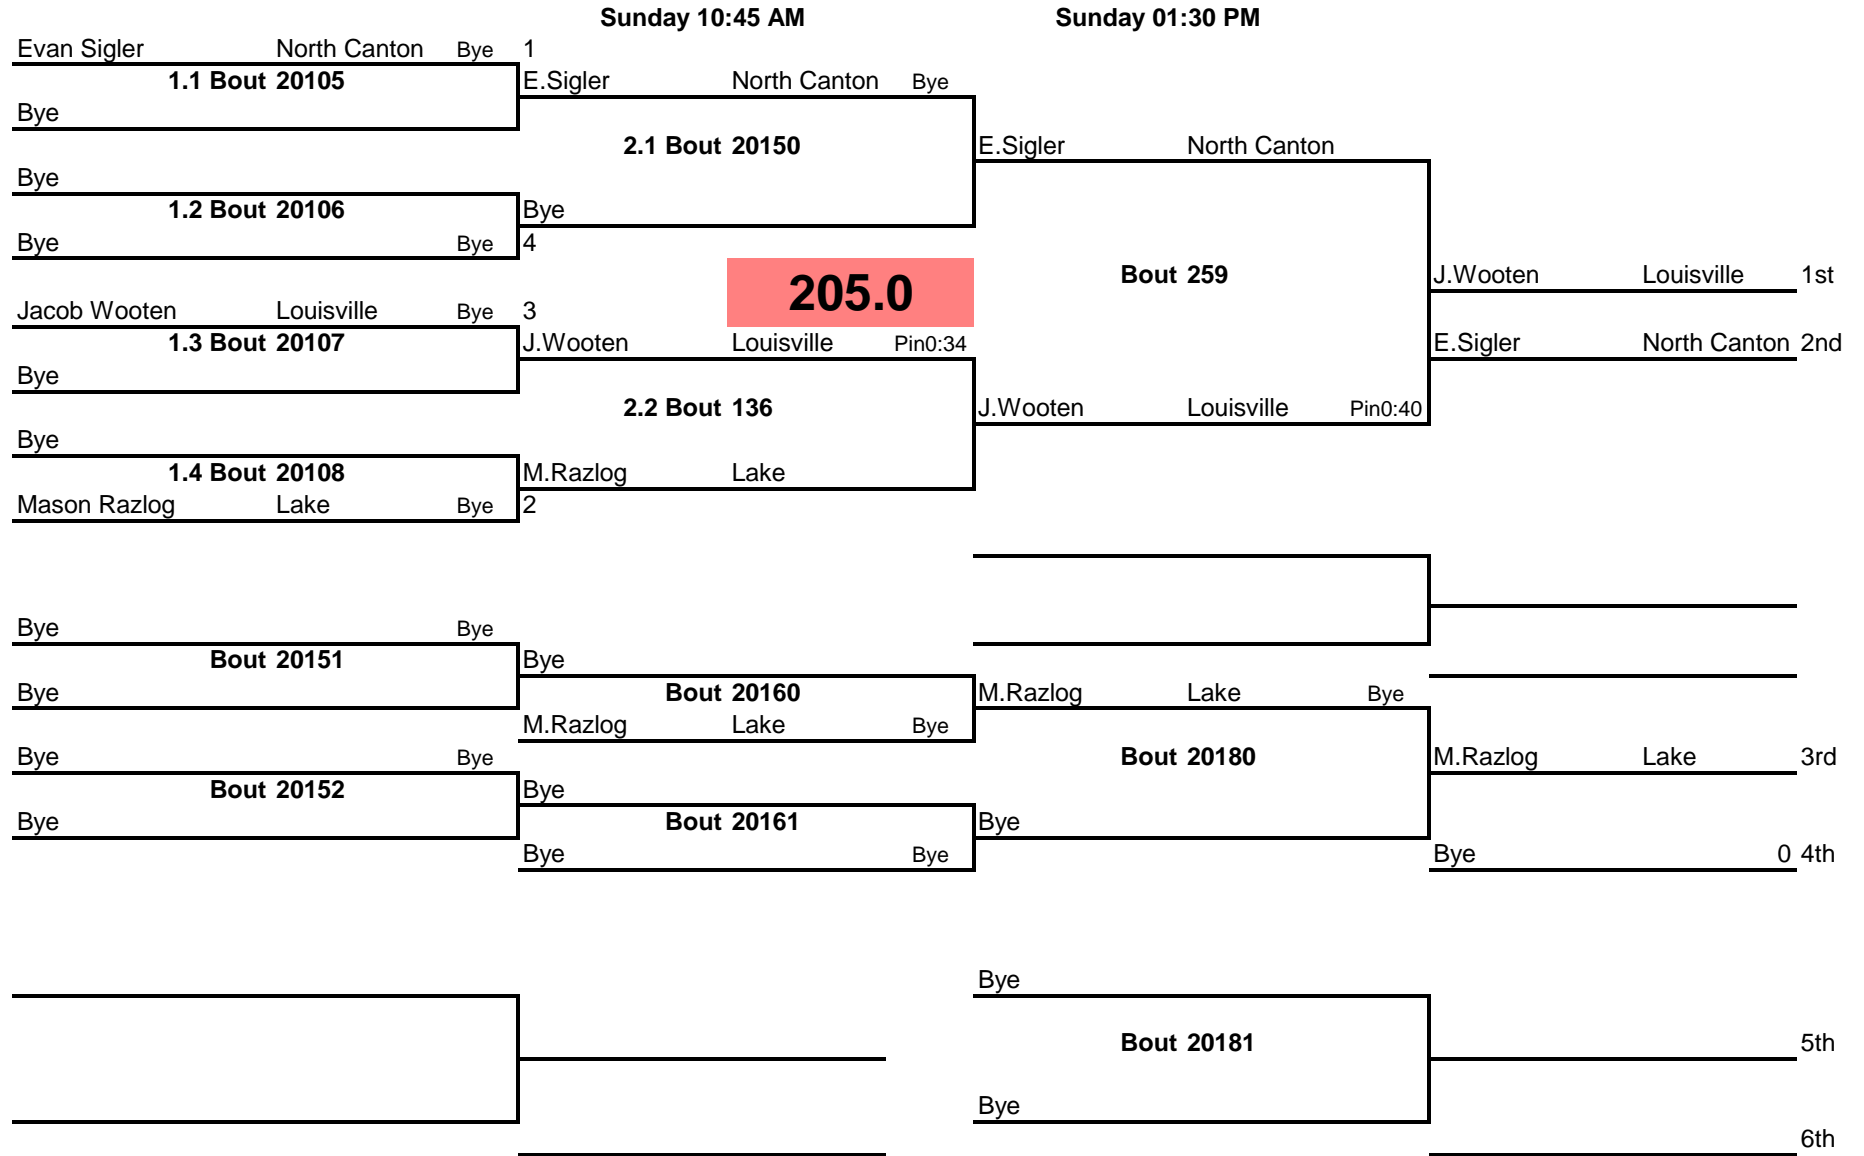 Sunday 10:45 AM Sunday 01:30 PM
Evan Sigler North Canton Bye 1
1.1 Bout 20105 E.Sigler North Canton Bye
Bye
2.1 Bout 20150 E.Sigler North Canton
Bye
1.2 Bout 20106 Bye
Bye Bye 4
205.0 Bout 259 J.Wooten Louisville 1st
Jacob Wooten Louisville Bye 3
1.3 Bout 20107 J.Wooten Louisville Pin0:34 E.Sigler North Canton 2nd
Bye
2.2 Bout 136 J.Wooten Louisville Pin0:40
Bye
1.4 Bout 20108 M.Razlog Lake
Mason Razlog Lake Bye 2
Bye Bye
Bout 20151 Bye
Bye Bout 20160 M.Razlog Lake Bye
M.Razlog Lake Bye
Bye Bye Bout 20180 M.Razlog Lake 3rd
Bout 20152 Bye
Bye Bout 20161 Bye
Bye Bye Bye 0 4th
Bye
Bout 20181 5th
Bye
6th